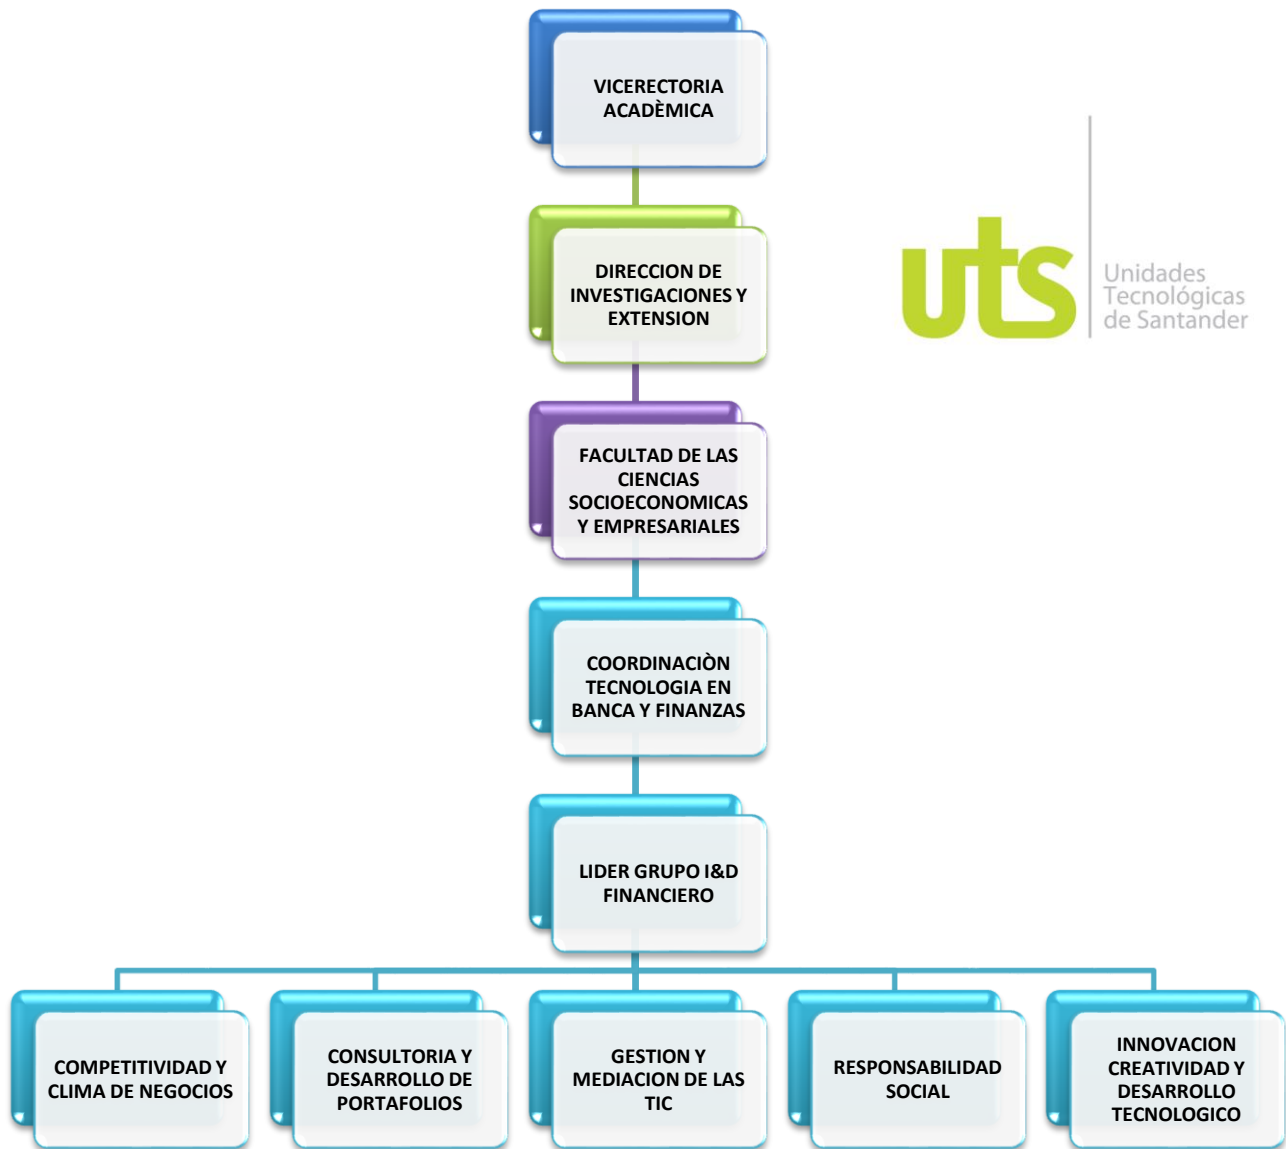 VICERECTORIA
ACADÈMICA
DIRECCION DE
INVESTIGACIONES Y
EXTENSION
uts
Unidades
Tecnológicas
de Santander
FACULTAD DE LAS
CIENCIAS
SOCIOECONOMICAS
Y EMPRESARIALES
COORDINACIÒN
TECNOLOGIA EN
BANCA Y FINANZAS
LIDER GRUPO I&D
FINANCIERO
COMPETITIVIDAD Y
CLIMA DE NEGOCIOS
CONSULTORIA Y
DESARROLLO DE
PORTAFOLIOS
GESTION Y
MEDIACION DE LAS
TIC
RESPONSABILIDAD
SOCIAL
INNOVACION
CREATIVIDAD Y
DESARROLLO
TECNOLOGICO